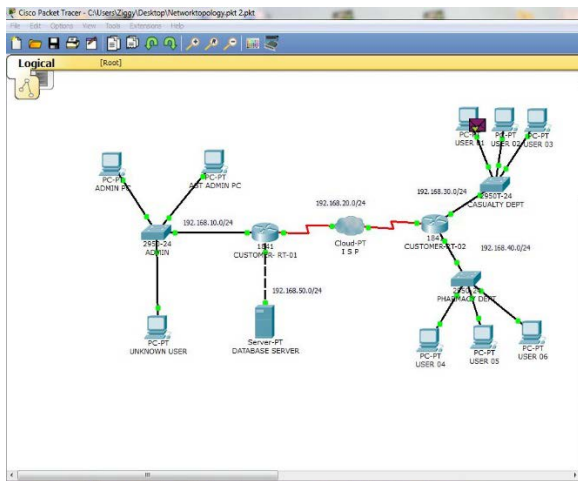 Cisco Packet Tracer - C:\Users\Ziggy\Desktop\Networktopology.pkt 2.pkt
File Edit Options View Tools Extensions Help
Logical
[Root]
PC-PT
USER 01
PC-PT
USER 02
PC-PT
USER 03
PC-PT
ADMIN PC
PC-PT
AST ADMIN PC
192.168.30.0/24
2950T-24
CASUALTY DEPT
192.168.20.0/24
192.168.10.0/24
2950-24
ADMIN
1841
CUSTOMER- RT-01
Cloud-PT
I S P
1841
CUSTOMER-RT-02
192.168.40.0/24
192.168.50.0/24
2950-24
PHARMACY DEPT
PC-PT
UNKNOWN USER
Server-PT
DATABASE SERVER
PC-PT
USER 04
PC-PT
USER 05
PC-PT
USER 06